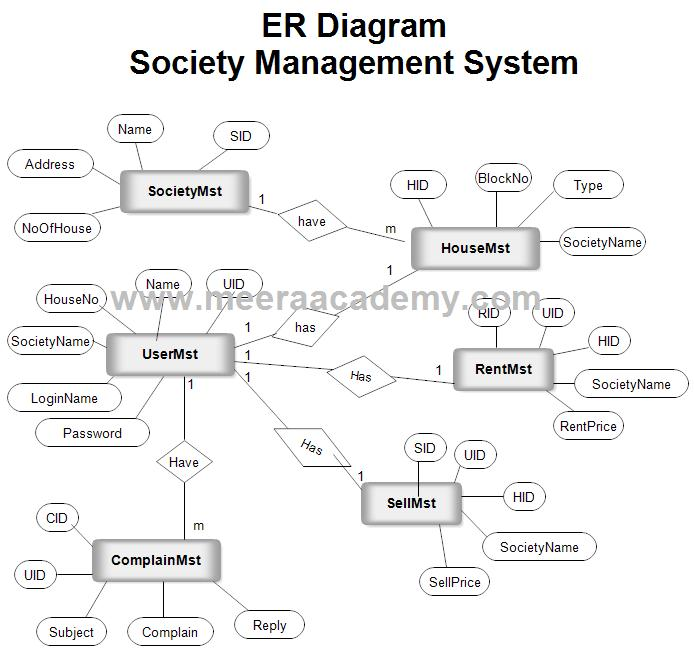 ER Diagram
Society Management System
Name
SID
Address
SocietyMst
NoOfHouse
1
have
m
HID
BlockNo
Type
HouseMst
SocietyName
1
www.meeraacademy.com
HouseNo
Name
UID
SocietyName
UserMst
LoginName
Password
1
has
1
Has
1
RID
UID
HID
RentMst
SocietyName
RentPrice
1
Has
1
SID
UID
SellMst
HID
SocietyName
SellPrice
1
Have
m
CID
ComplainMst
UID
Subject
Complain
Reply